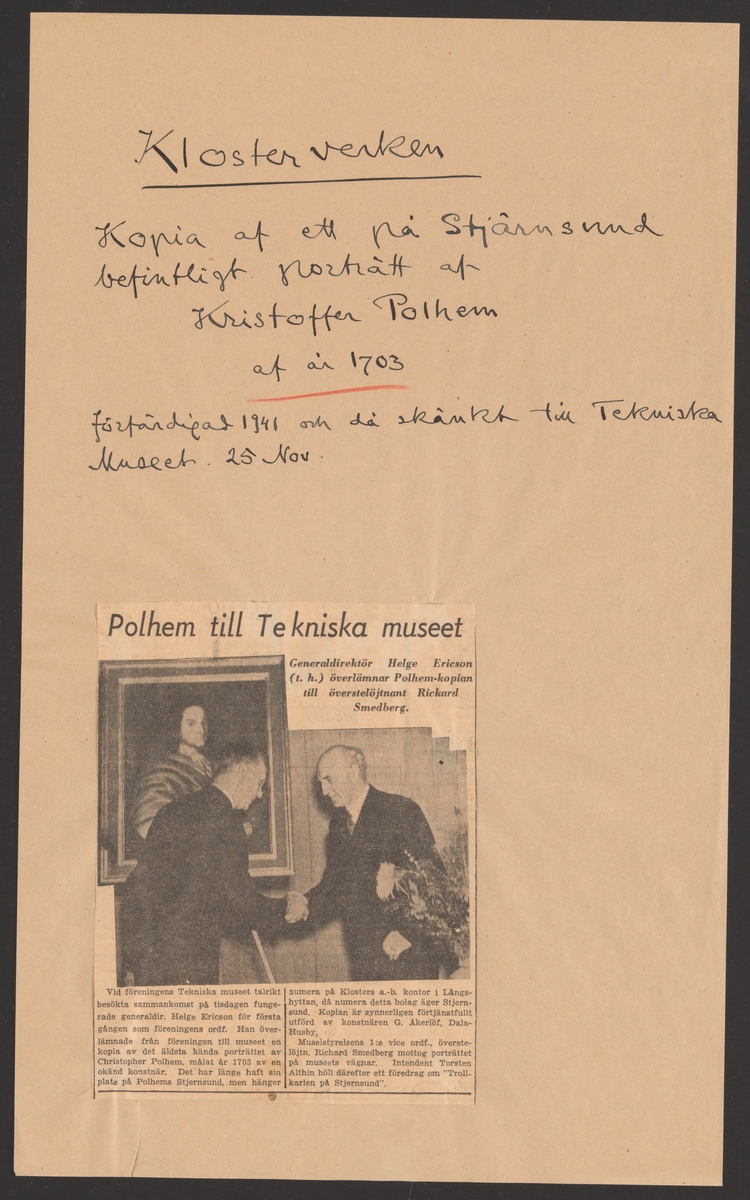 Klosterverken
Kopia af ett på Stjärnsund
befintligt porträtt af
Kristoffer Polhem
af år 1703
förfärdigad 1941 och då skänkt till Tekniska
Museet. 25 Nov.
Polhem till Tekniska museet
Generaldirektör Helge Ericson
(t. h.) överlämnar Polhem-kopian
till överstelöjtnant Rickard
Smedberg.
Vid föreningens Tekniska museet talrikt
besökta sammankomst på tisdagen funge-
rade generaldir. Helge Ericson för första
gången som föreningens ordf. Han över-
lämnade från föreningen till museet en
kopia av det äldsta kända porträttet av
Christopher Polhem, målat år 1703 av en
okänd konstnär. Det har länge haft sin
plats på Polhems Stjernsund, men hänger
numera på Klosters a.-b. kontor i Långs-
hyttan, då numera detta bolag äger Stjern-
sund. Kopian är synnerligen förtjänstfullt
utförd av konstnären G. Akerlöf, Dala-
Husby,
Museistyrelsens 1:e vice ordf., överste-
löjtn. Richard Smedberg mottog porträttet
på museets vägnar. Intendent Torsten
Althin höll därefter ett föredrag om "Troll-
karlen på Stjernsund".